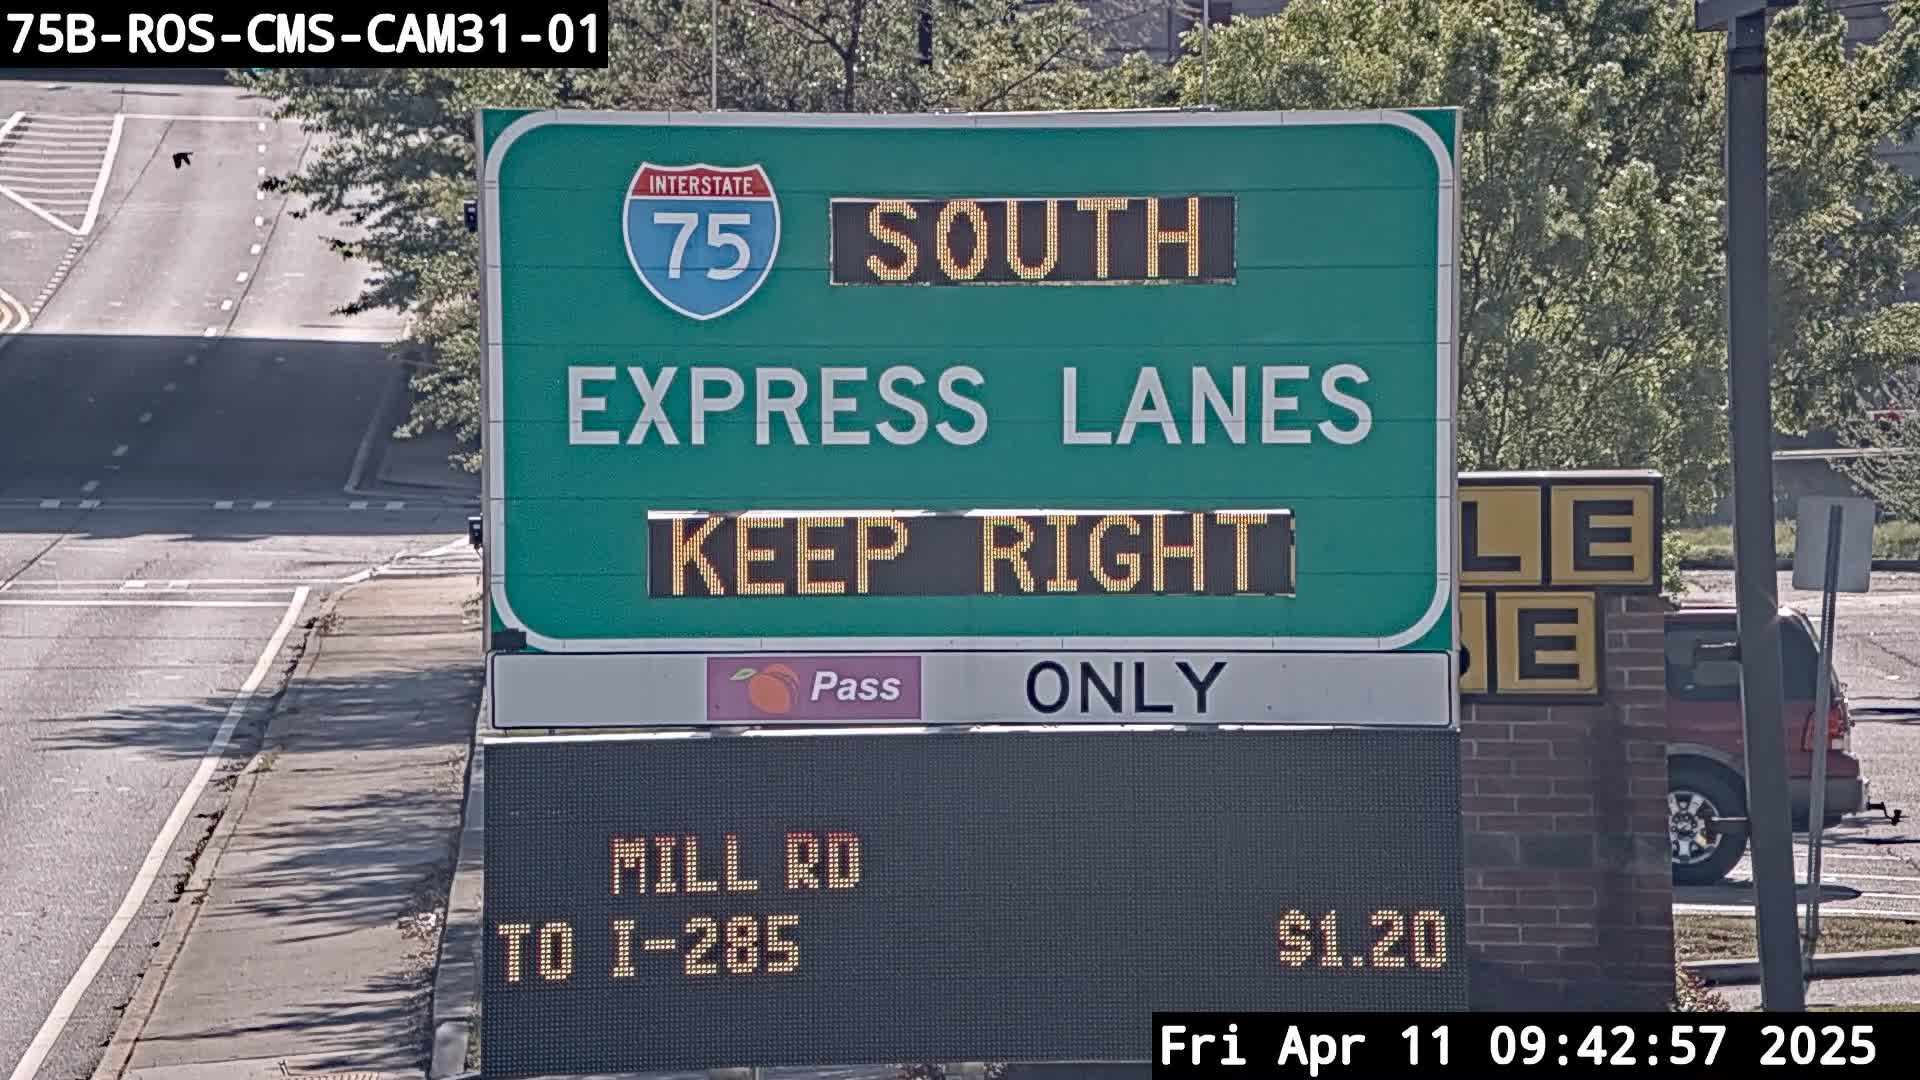 75B-ROS-CMS-CAM31-01
INTERSTATE
75
SOUTH
EXPRESS LANES
KEEP RIGHT
LE
E
Pass ONLY
MILL RD
TO I-285 $1.20
Fri Apr 11 09:42:57 2025